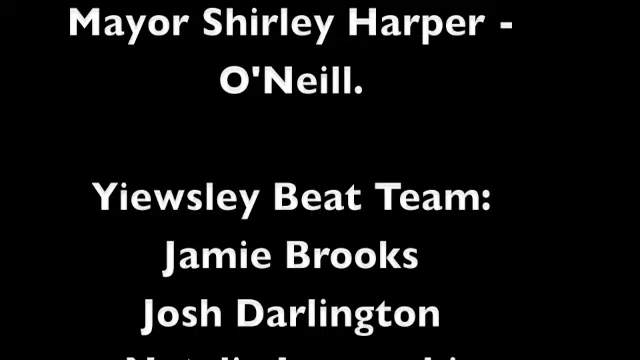 Mayor Shirley Harper -
O'Neill.
Yiewsley Beat Team:
Jamie Brooks
Josh Darlington